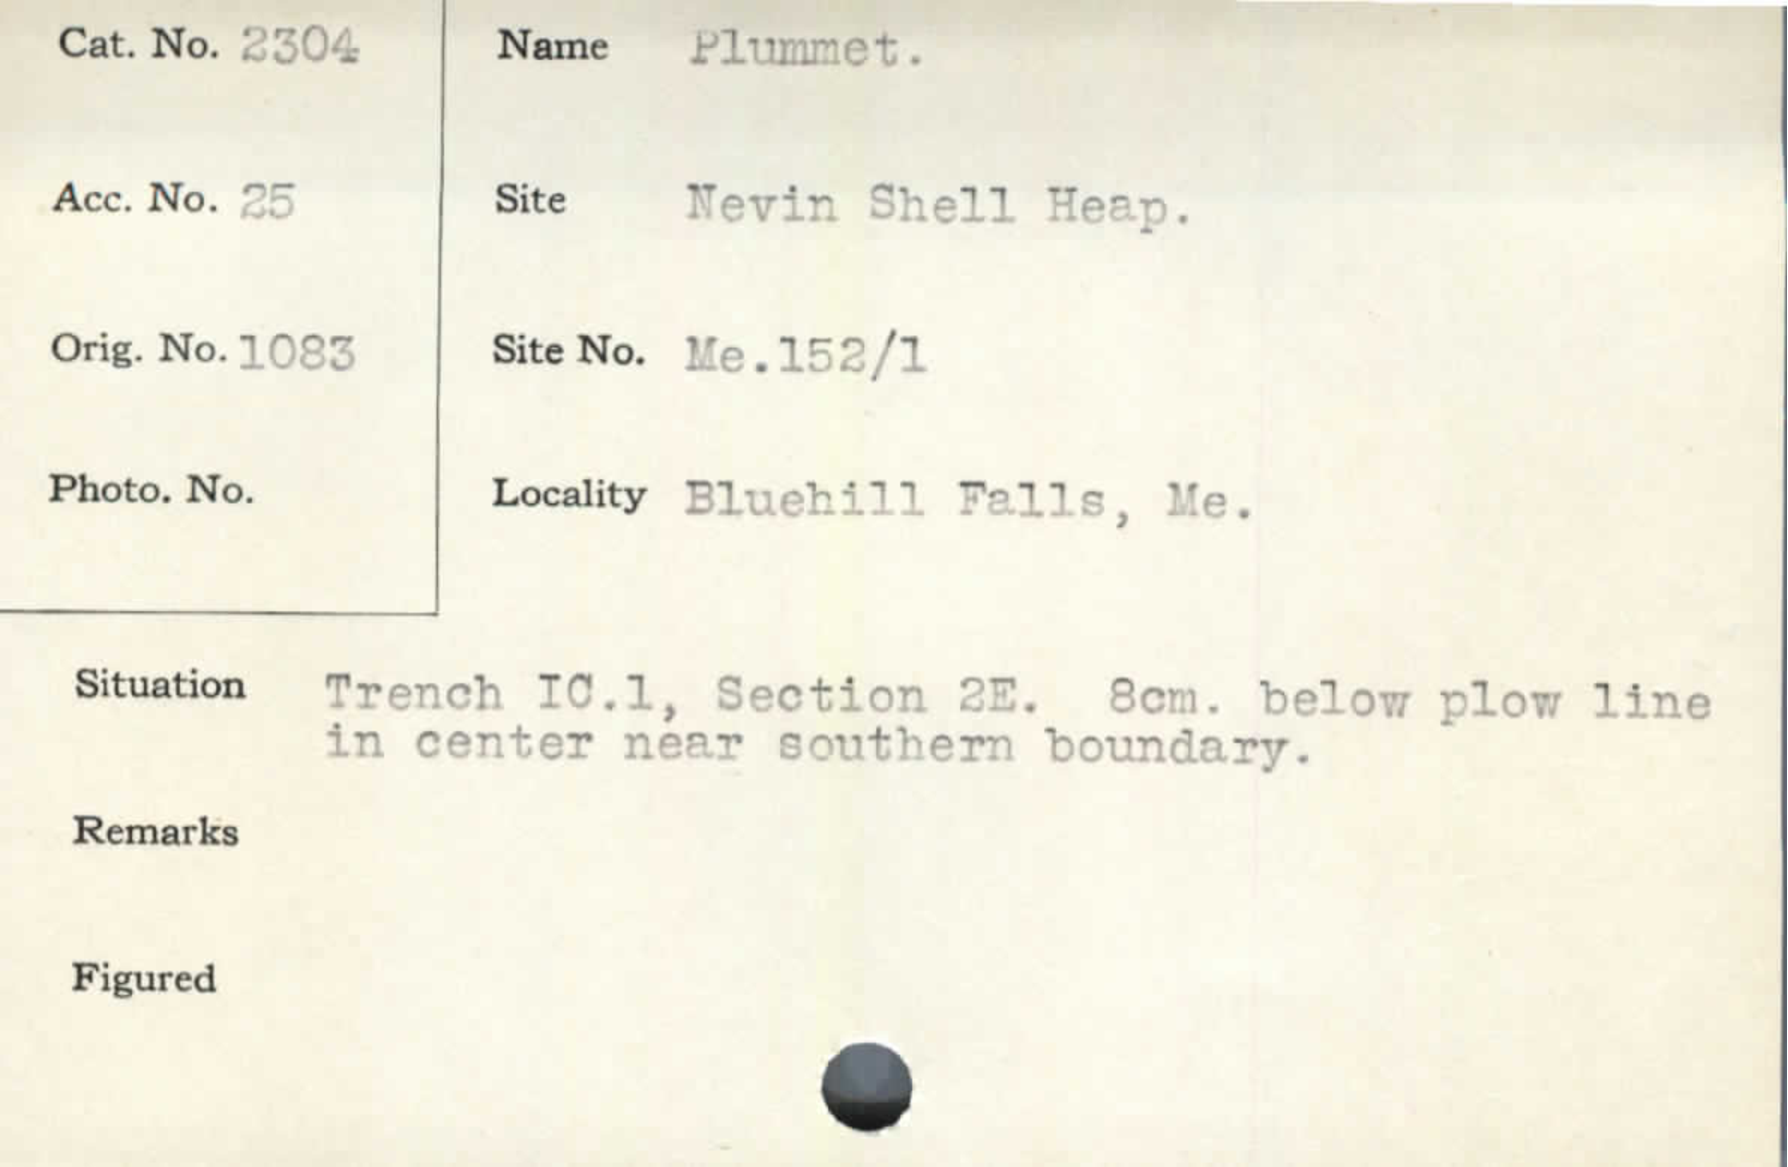 Cat. No. 2304
Name Plummet.
Acc. No. 25
Site Nevin Shell Heap.
Orig. No. 1083
Site No. Me.152/1
Photo. No.
Locality Bluehill Falls, Me.
Situation Trench IC.1, Section 2E. 8cm. below plow line
in center near southern boundary.
Remarks
Figured